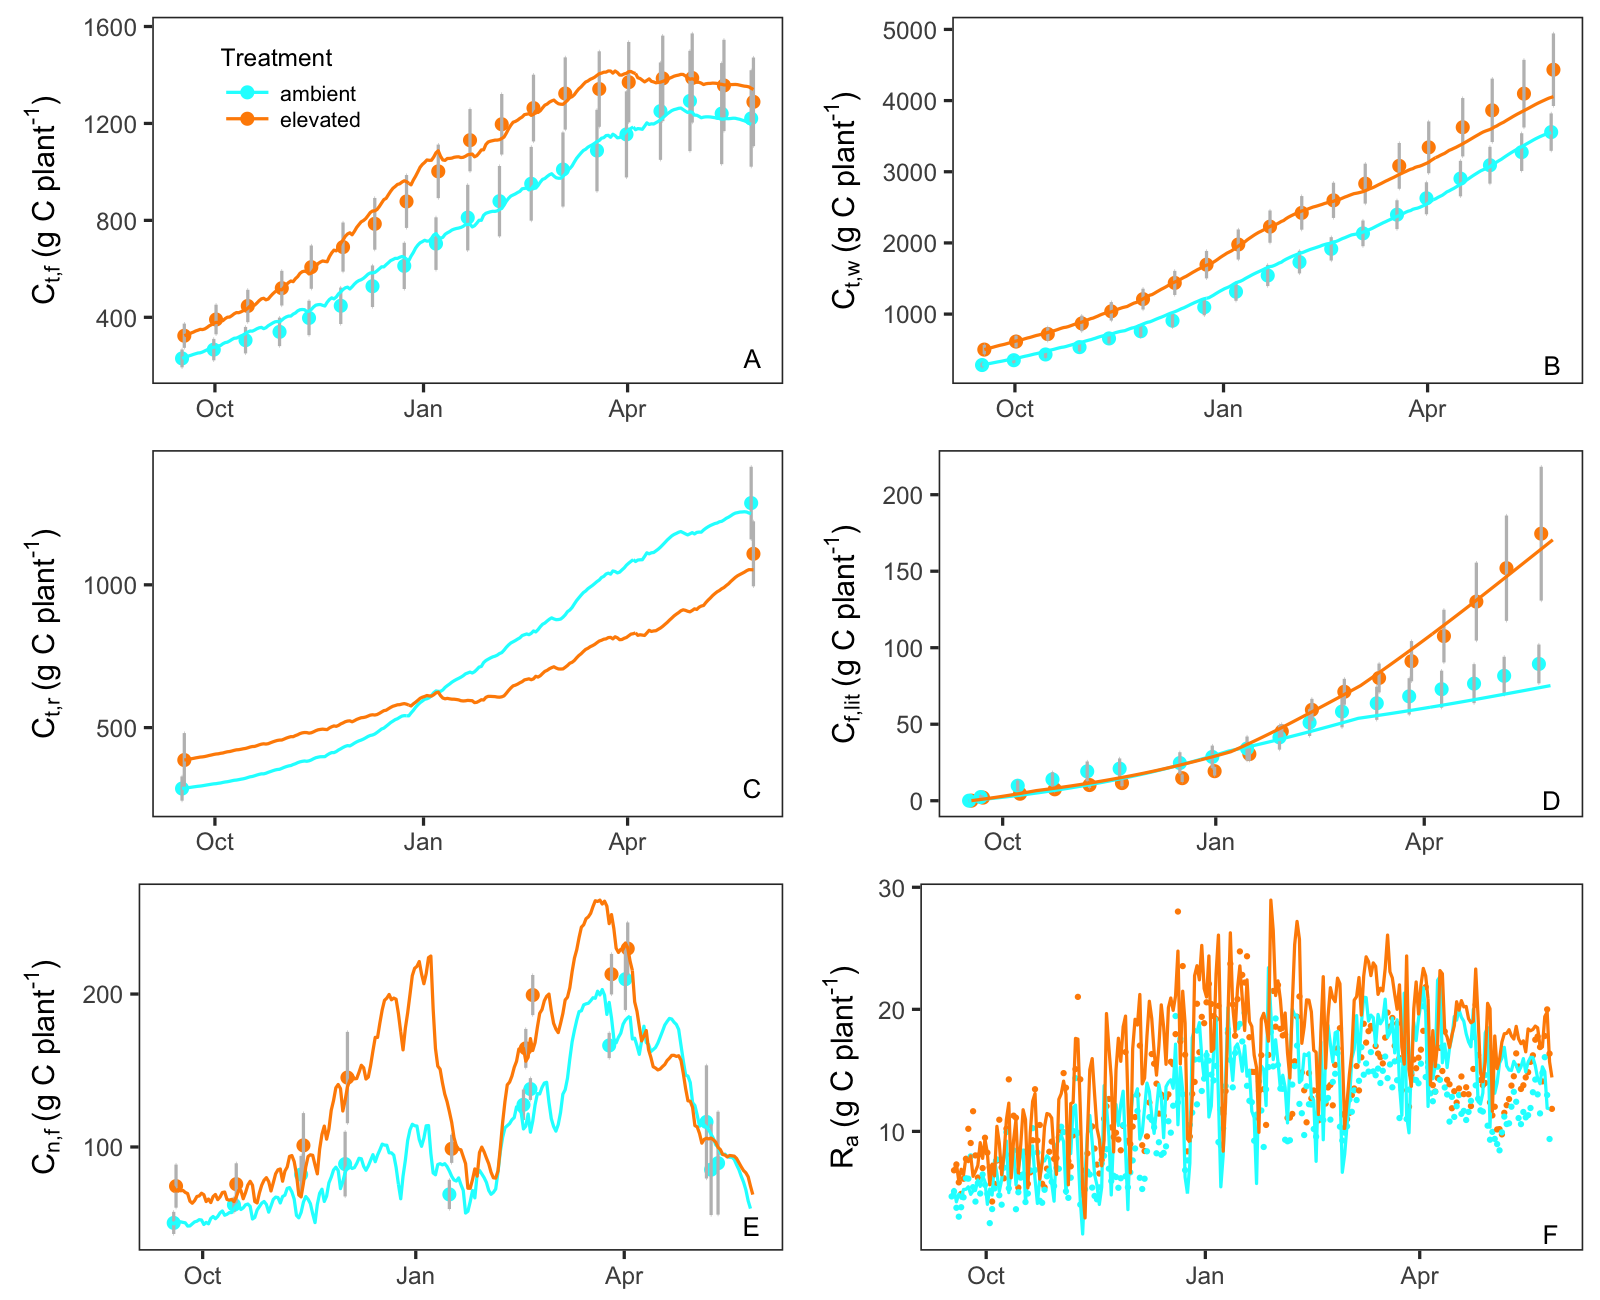 1600
1200
800
400
C_t,f (g C plant^-1)
Treatment
ambient
elevated
A
Oct Jan Apr
5000
4000
3000
2000
1000
C_t,w (g C plant^-1)
B
Oct Jan Apr
1000
500
C_t,r (g C plant^-1)
C
Oct Jan Apr
200
150
100
50
0
C_f,lit (g C plant^-1)
D
Oct Jan Apr
200
100
C_n,f (g C plant^-1)
E
Oct Jan Apr
30
20
10
R_a (g C plant^-1)
F
Oct Jan Apr